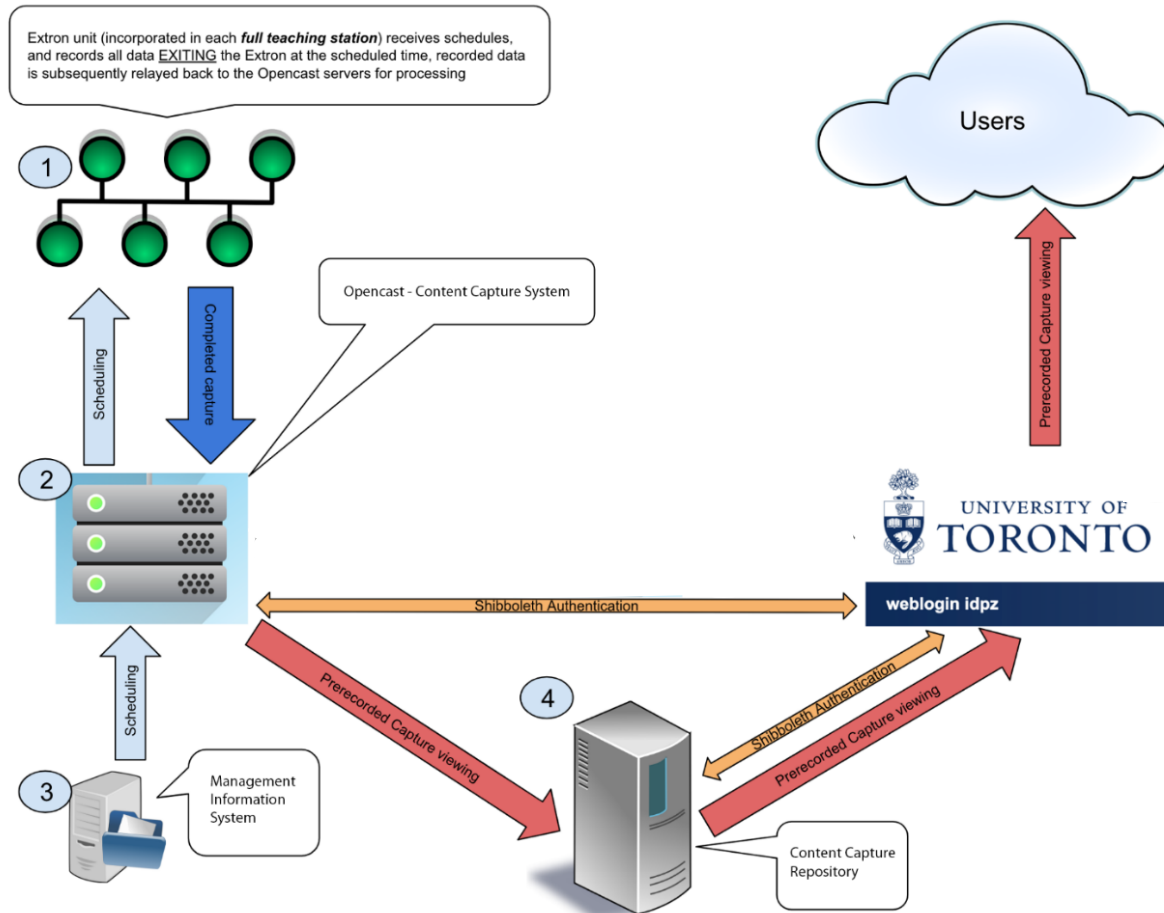 Extron unit (incorporated in each full teaching station) receives schedules,
and records all data EXITING the Extron at the scheduled time, recorded data
is subsequently relayed back to the Opencast servers for processing
Users
1
Scheduling
Completed capture
Opencast - Content Capture System
Prerecorded Capture viewing
2
UNIVERSITY OF
TORONTO
weblogin idpz
Shibboleth Authentication
Scheduling
Prerecorded Capture viewing
4
Shibboleth Authentication
Prerecorded Capture viewing
3
Management
Information
System
Content Capture
Repository